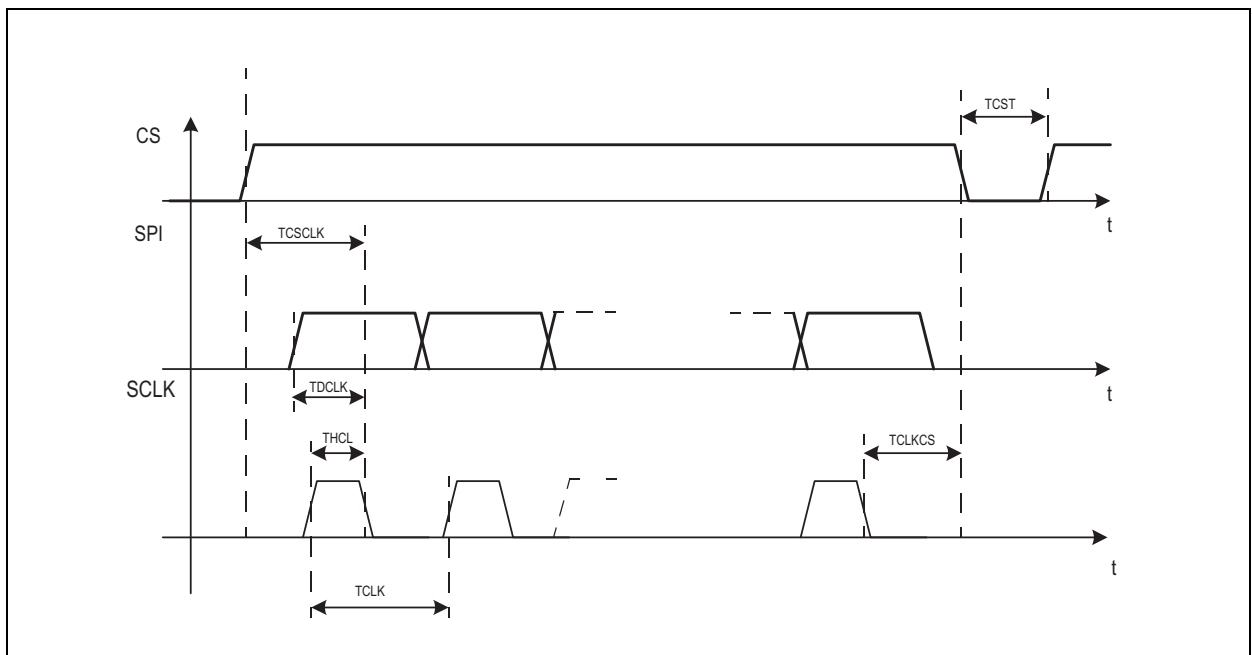 TCST
CS
t
SPI
TCSCLK
t
SCLK
TDCLK
THCL
TCLKCS
t
TCLK